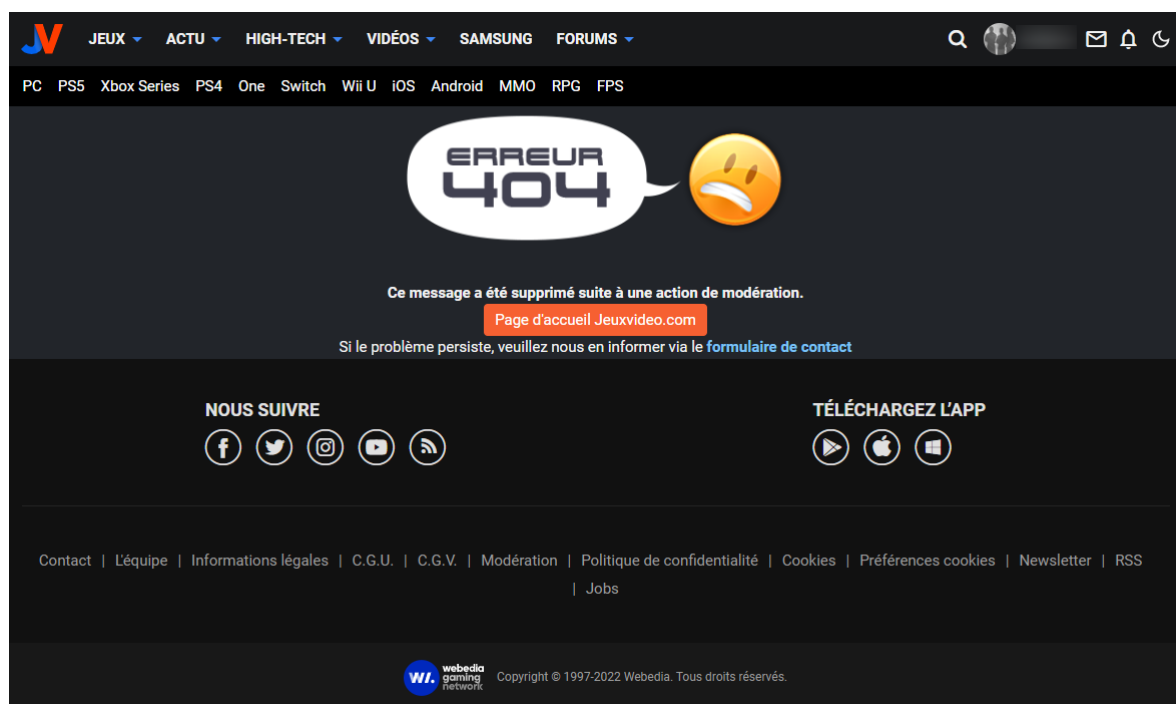 JV JEUX ACTU HIGH-TECH VIDÉOS SAMSUNG FORUMS
PC PS5 Xbox Series PS4 One Switch Wii U iOS Android MMO RPG FPS
ERREUR
404
Ce message a été supprimé suite à une action de modération.
Page d'accueil Jeuxvideo.com
Si le problème persiste, veuillez nous en informer via le formulaire de contact
NOUS SUIVRE TÉLÉCHARGEZ L'APP
Contact | L'équipe | Informations légales | C.G.U. | C.G.V. | Modération | Politique de confidentialité | Cookies | Préférences cookies | Newsletter | RSS
| Jobs
W/. webedia
gaming
network
Copyright © 1997-2022 Webedia. Tous droits réservés.